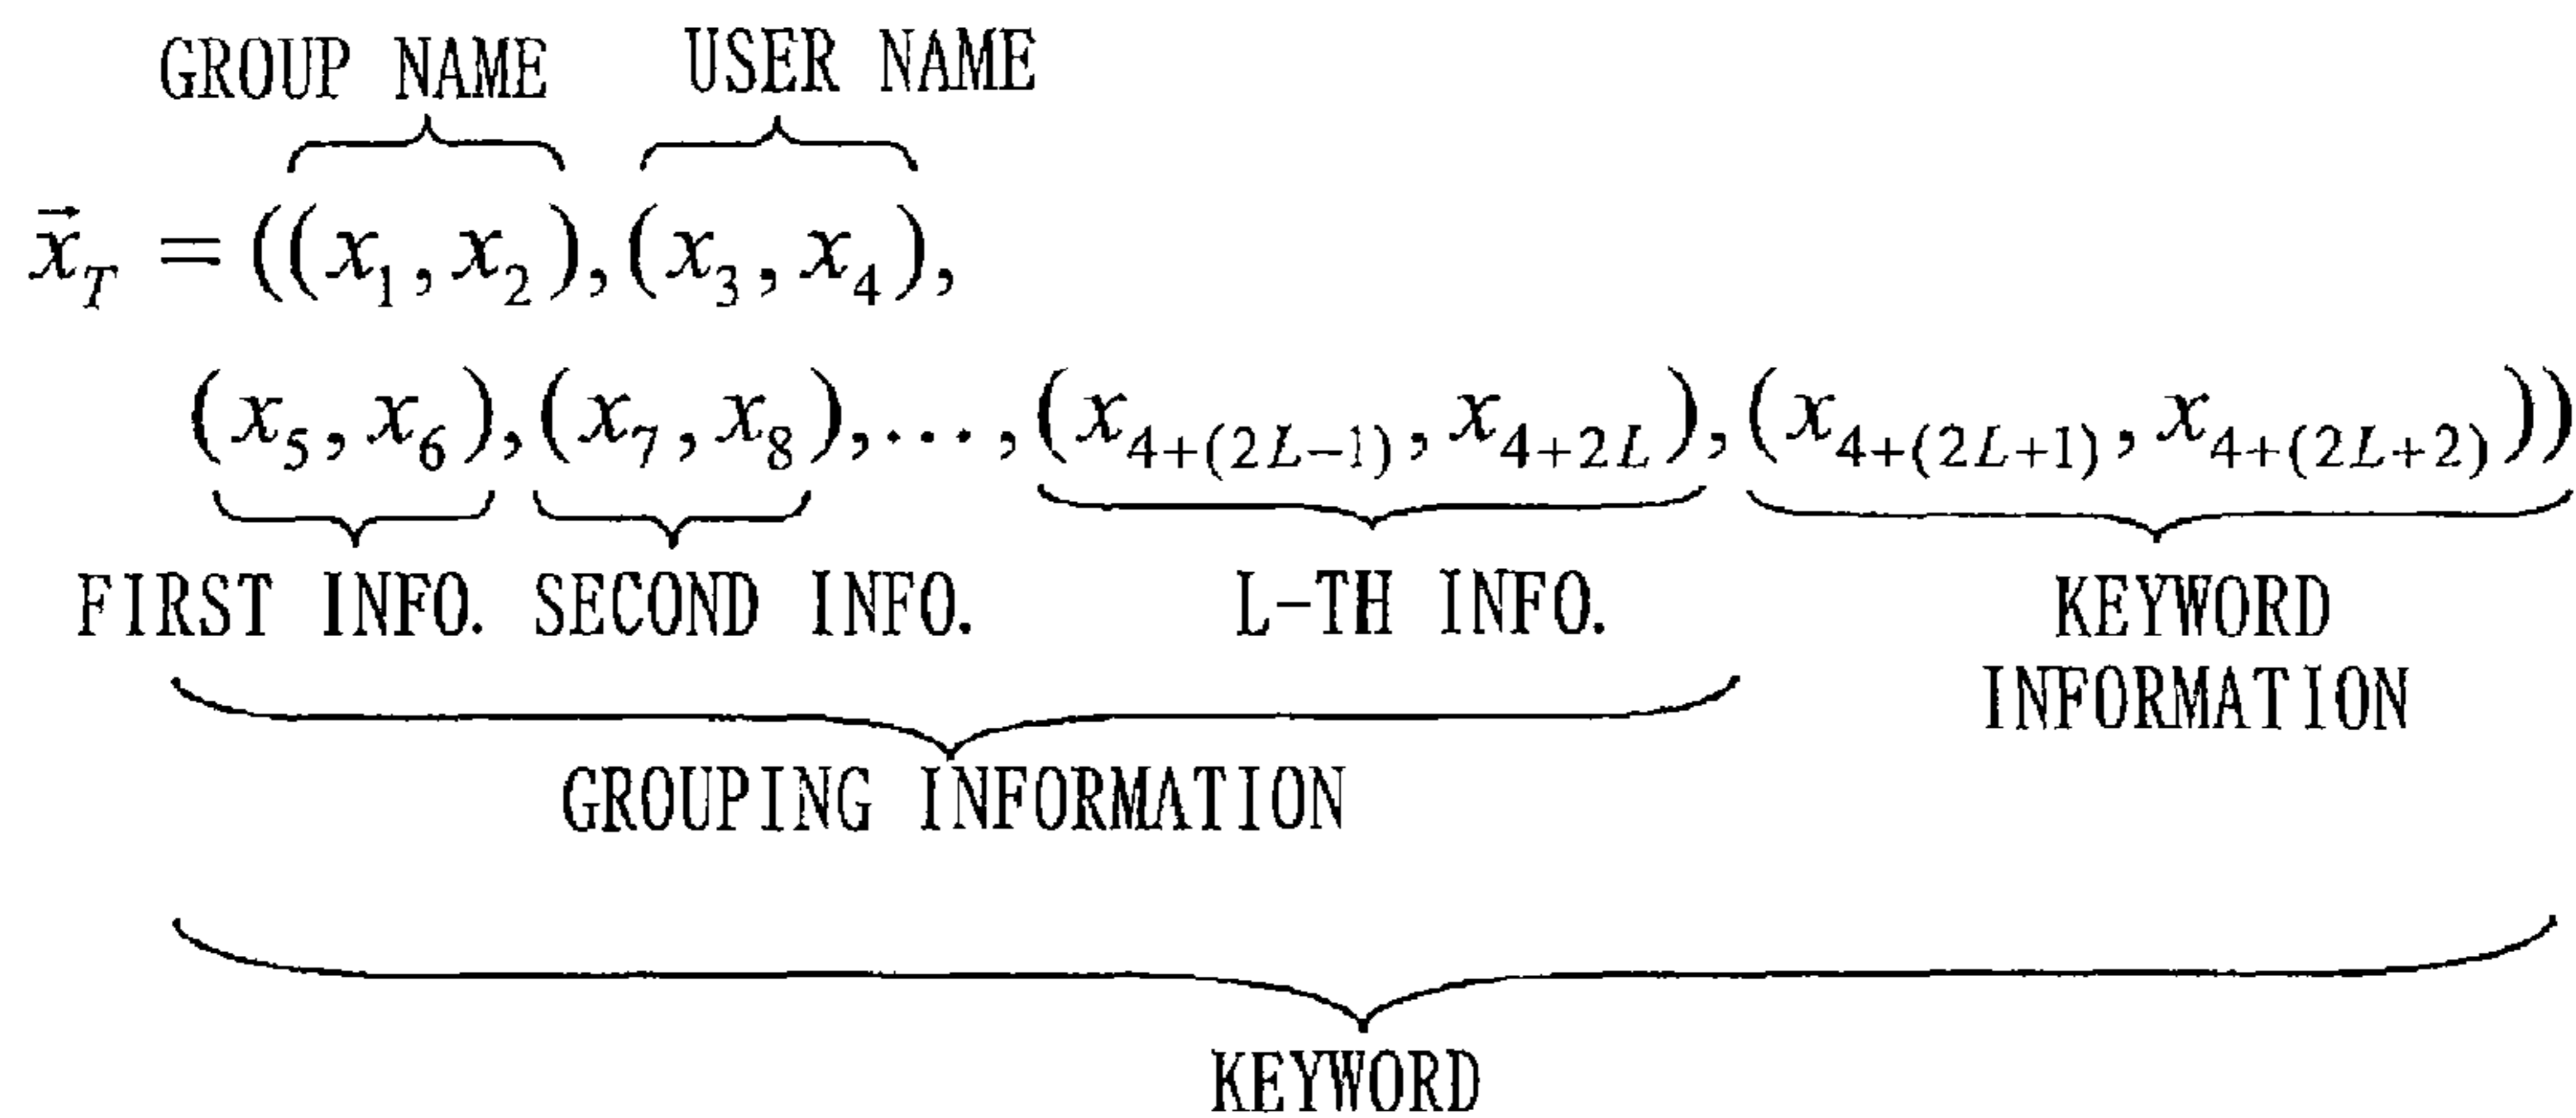 GROUP NAME USER NAME
$\vec{x}_T = ((x_1, x_2), (x_3, x_4),$
$(x_5, x_6), (x_7, x_8), \ldots, (x_{4+(2L-1)}, x_{4+2L}), (x_{4+(2L+1)}, x_{4+(2L+2)}))$
FIRST INFO. SECOND INFO. L-TH INFO. KEYWORD
INFORMATION
GROUPING INFORMATION
KEYWORD